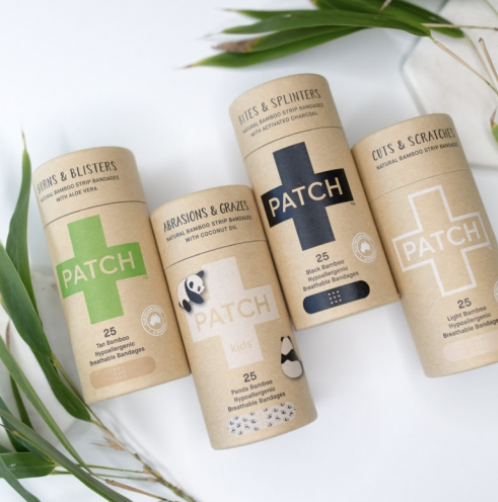 BURNS & BLISTERS
NATURAL BAMBOO STRIP BANDAGES
WITH ALOE VERA
PATCH
25
Tan Bamboo
Hypoallergenic
Breathable Bandages
ABRASIONS & GRAZES
NATURAL BAMBOO STRIP BANDAGES
WITH COCONUT OIL
PATCH
kids
25
Panda Bamboo
Hypoallergenic
Breathable Bandages
BITES & SPLINTERS
NATURAL BAMBOO STRIP BANDAGES
WITH ACTIVATED CHARCOAL
PATCH
25
Black Bamboo
Hypoallergenic
Breathable Bandages
CUTS & SCRATCHES
NATURAL BAMBOO STRIP BANDAGES
PATCH
25
Light Bamboo
Hypoallergenic
Breathable Bandages